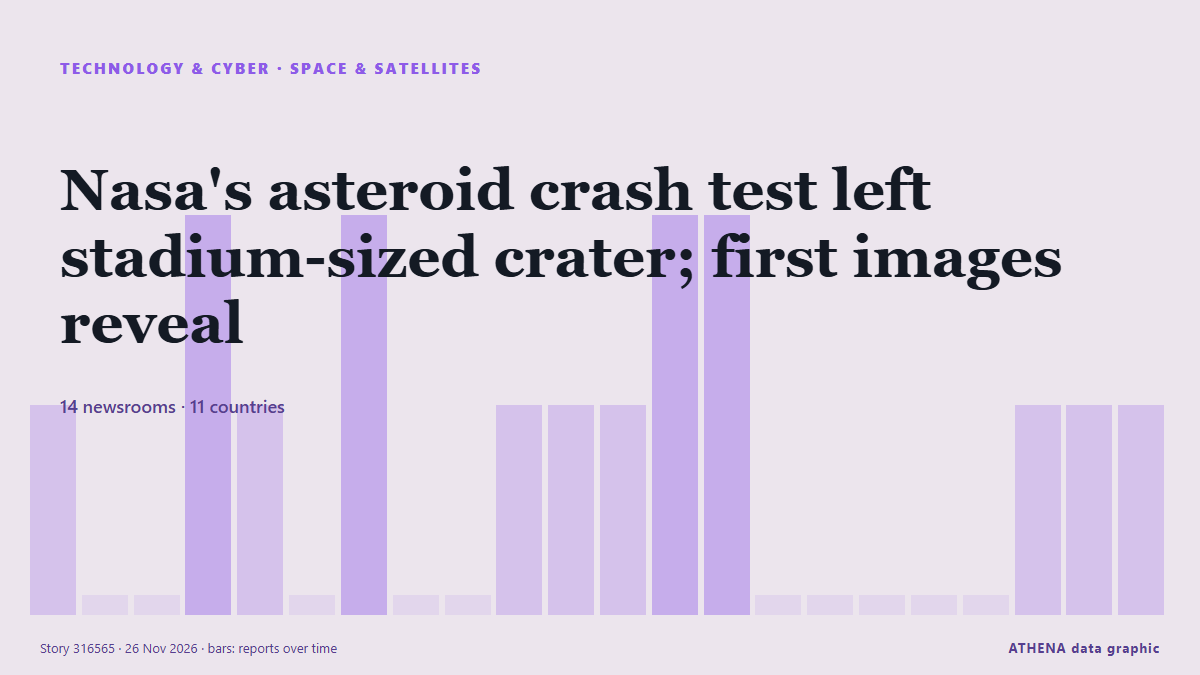 TECHNOLOGY & CYBER · SPACE & SATELLITES
Nasa's asteroid crash test left
stadium-sized crater; first images
reveal
14 newsrooms · 11 countries
Story 316565 · 26 Nov 2026 · bars: reports over time
ATHENA data graphic